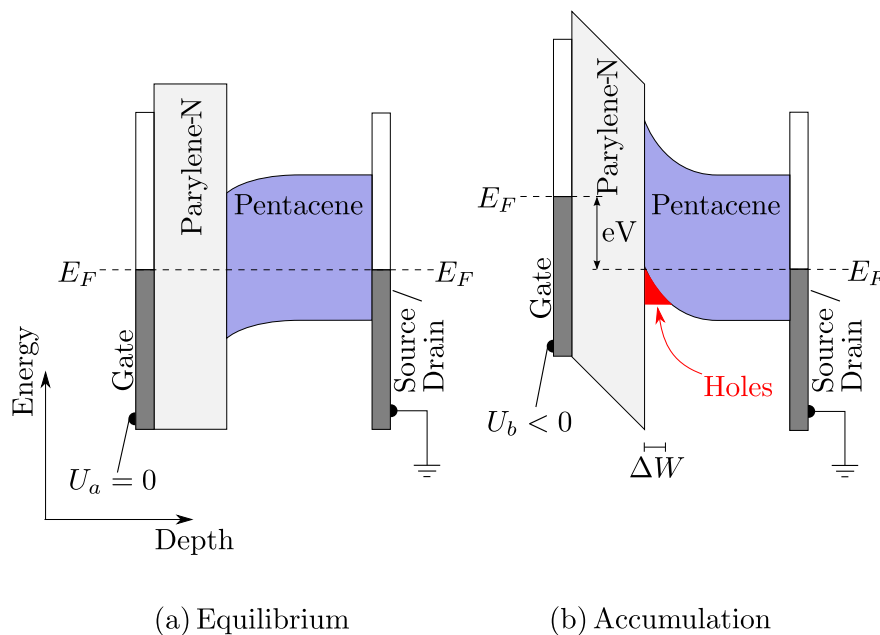 Energy
Depth
Gate
U_a = 0
Parylene-N
Pentacene
E_F
E_F
Source
Drain
(a) Equilibrium
E_F
Gate
U_b < 0
Parylene-N
eV
Pentacene
Holes
ΔW
E_F
Source
Drain
(b) Accumulation